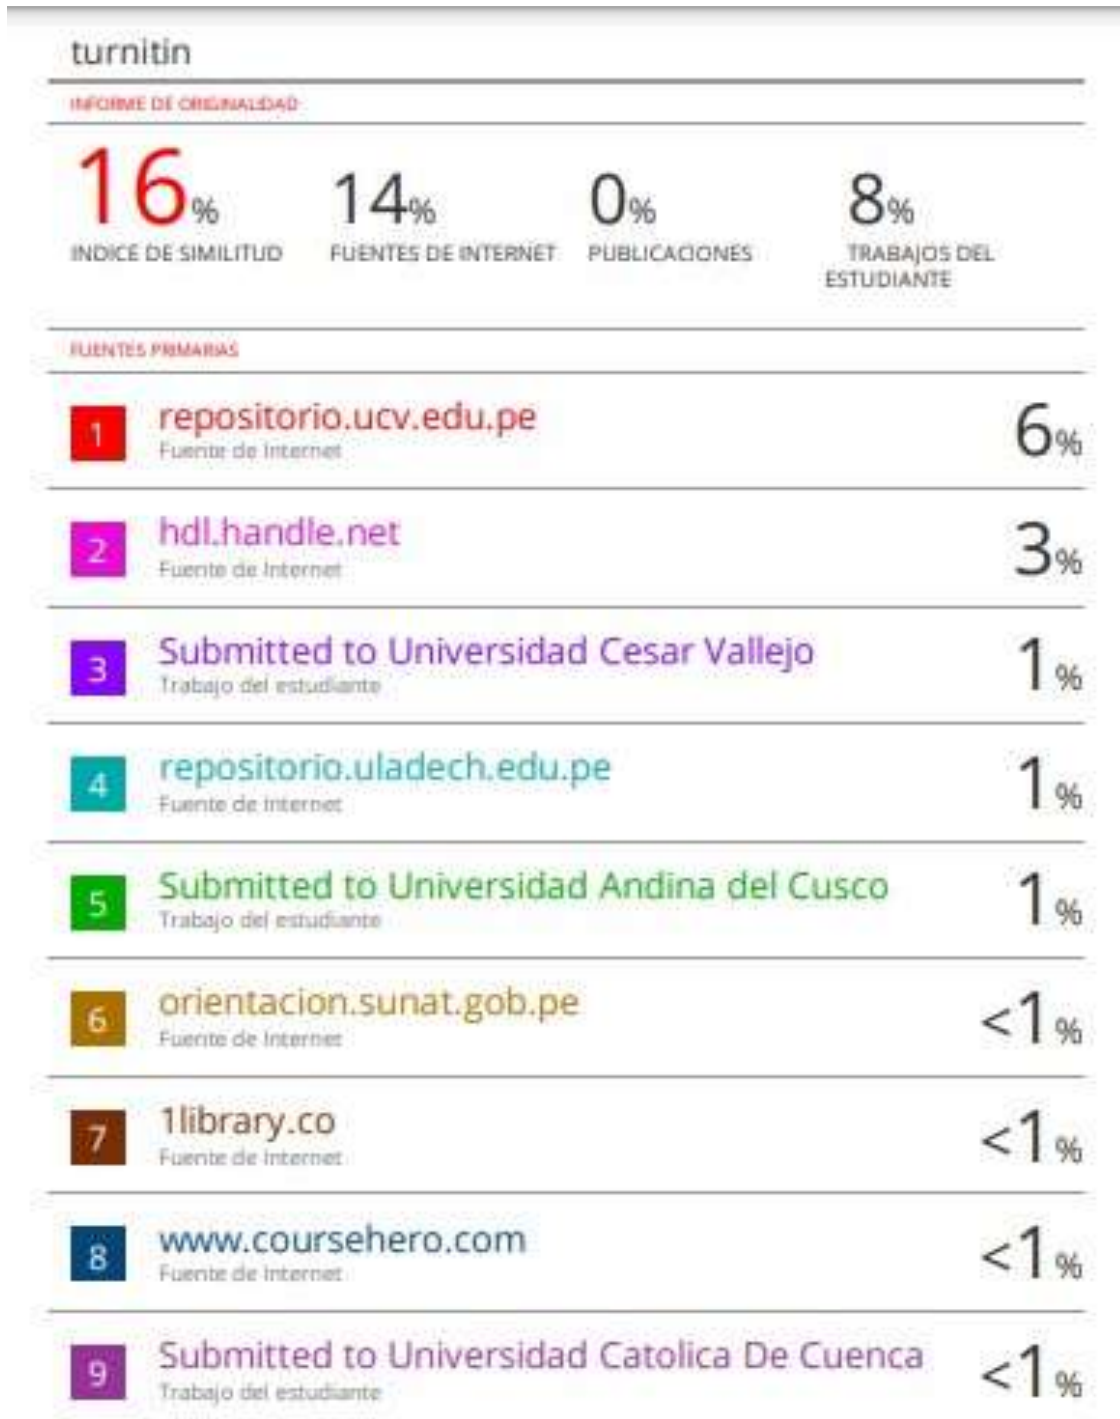 turnitin
INFORME DE ORIGINALIDAD
16%
14%
0%
8%
INDICE DE SIMILITUD
FUENTES DE INTERNET
PUBLICACIONES
TRABAJOS DEL
ESTUDIANTE
FUENTES PRIMARIAS
1
repositorio.ucv.edu.pe
Fuente de Internet
6%
2
hdl.handle.net
Fuente de Internet
3%
3
Submitted to Universidad Cesar Vallejo
Trabajo del estudiante
1%
4
repositorio.uladech.edu.pe
Fuente de Internet
1%
5
Submitted to Universidad Andina del Cusco
Trabajo del estudiante
1%
6
orientacion.sunat.gob.pe
Fuente de Internet
<1%
7
1library.co
Fuente de Internet
<1%
8
www.coursehero.com
Fuente de Internet
<1%
9
Submitted to Universidad Catolica De Cuenca
Trabajo del estudiante
<1%